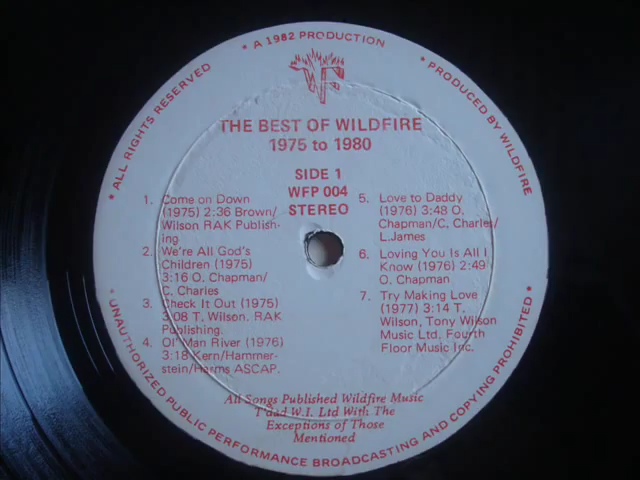 * A 1982 PRODUCTION
* PRODUCED BY WILDFIRE
* ALL RIGHTS RESERVED
WF
THE BEST OF WILDFIRE
1975 to 1980
SIDE 1
WFP 004
STEREO
1. Come on Down
(1975) 2:36 Brown/
Wilson RAK Publish-
ing
2. We're All God's
Children (1975)
3:16 O. Chapman/
C. Charles
3. Check It Out (1975)
3:08 T. Wilson. RAK
Publishing.
4. Ol' Man River (1976)
3:18 Kern/Hammer-
stein/Harms ASCAP.
5. Love to Daddy
(1976) 3:48 O.
Chapman/C. Charles/
L.James
6. Loving You Is All I
Know (1976) 2:49
O. Chapman
7. Try Making Love
(1977) 3:14 T.
Wilson, Tony Wilson
Music Ltd. Fourth
Floor Music Inc.
All Songs Published Wildfire Music
T'dad W.I. Ltd With The
Exceptions of Those
Mentioned
* UNAUTHORIZED PUBLIC PERFORMANCE BROADCASTING AND COPYING PROHIBITED *